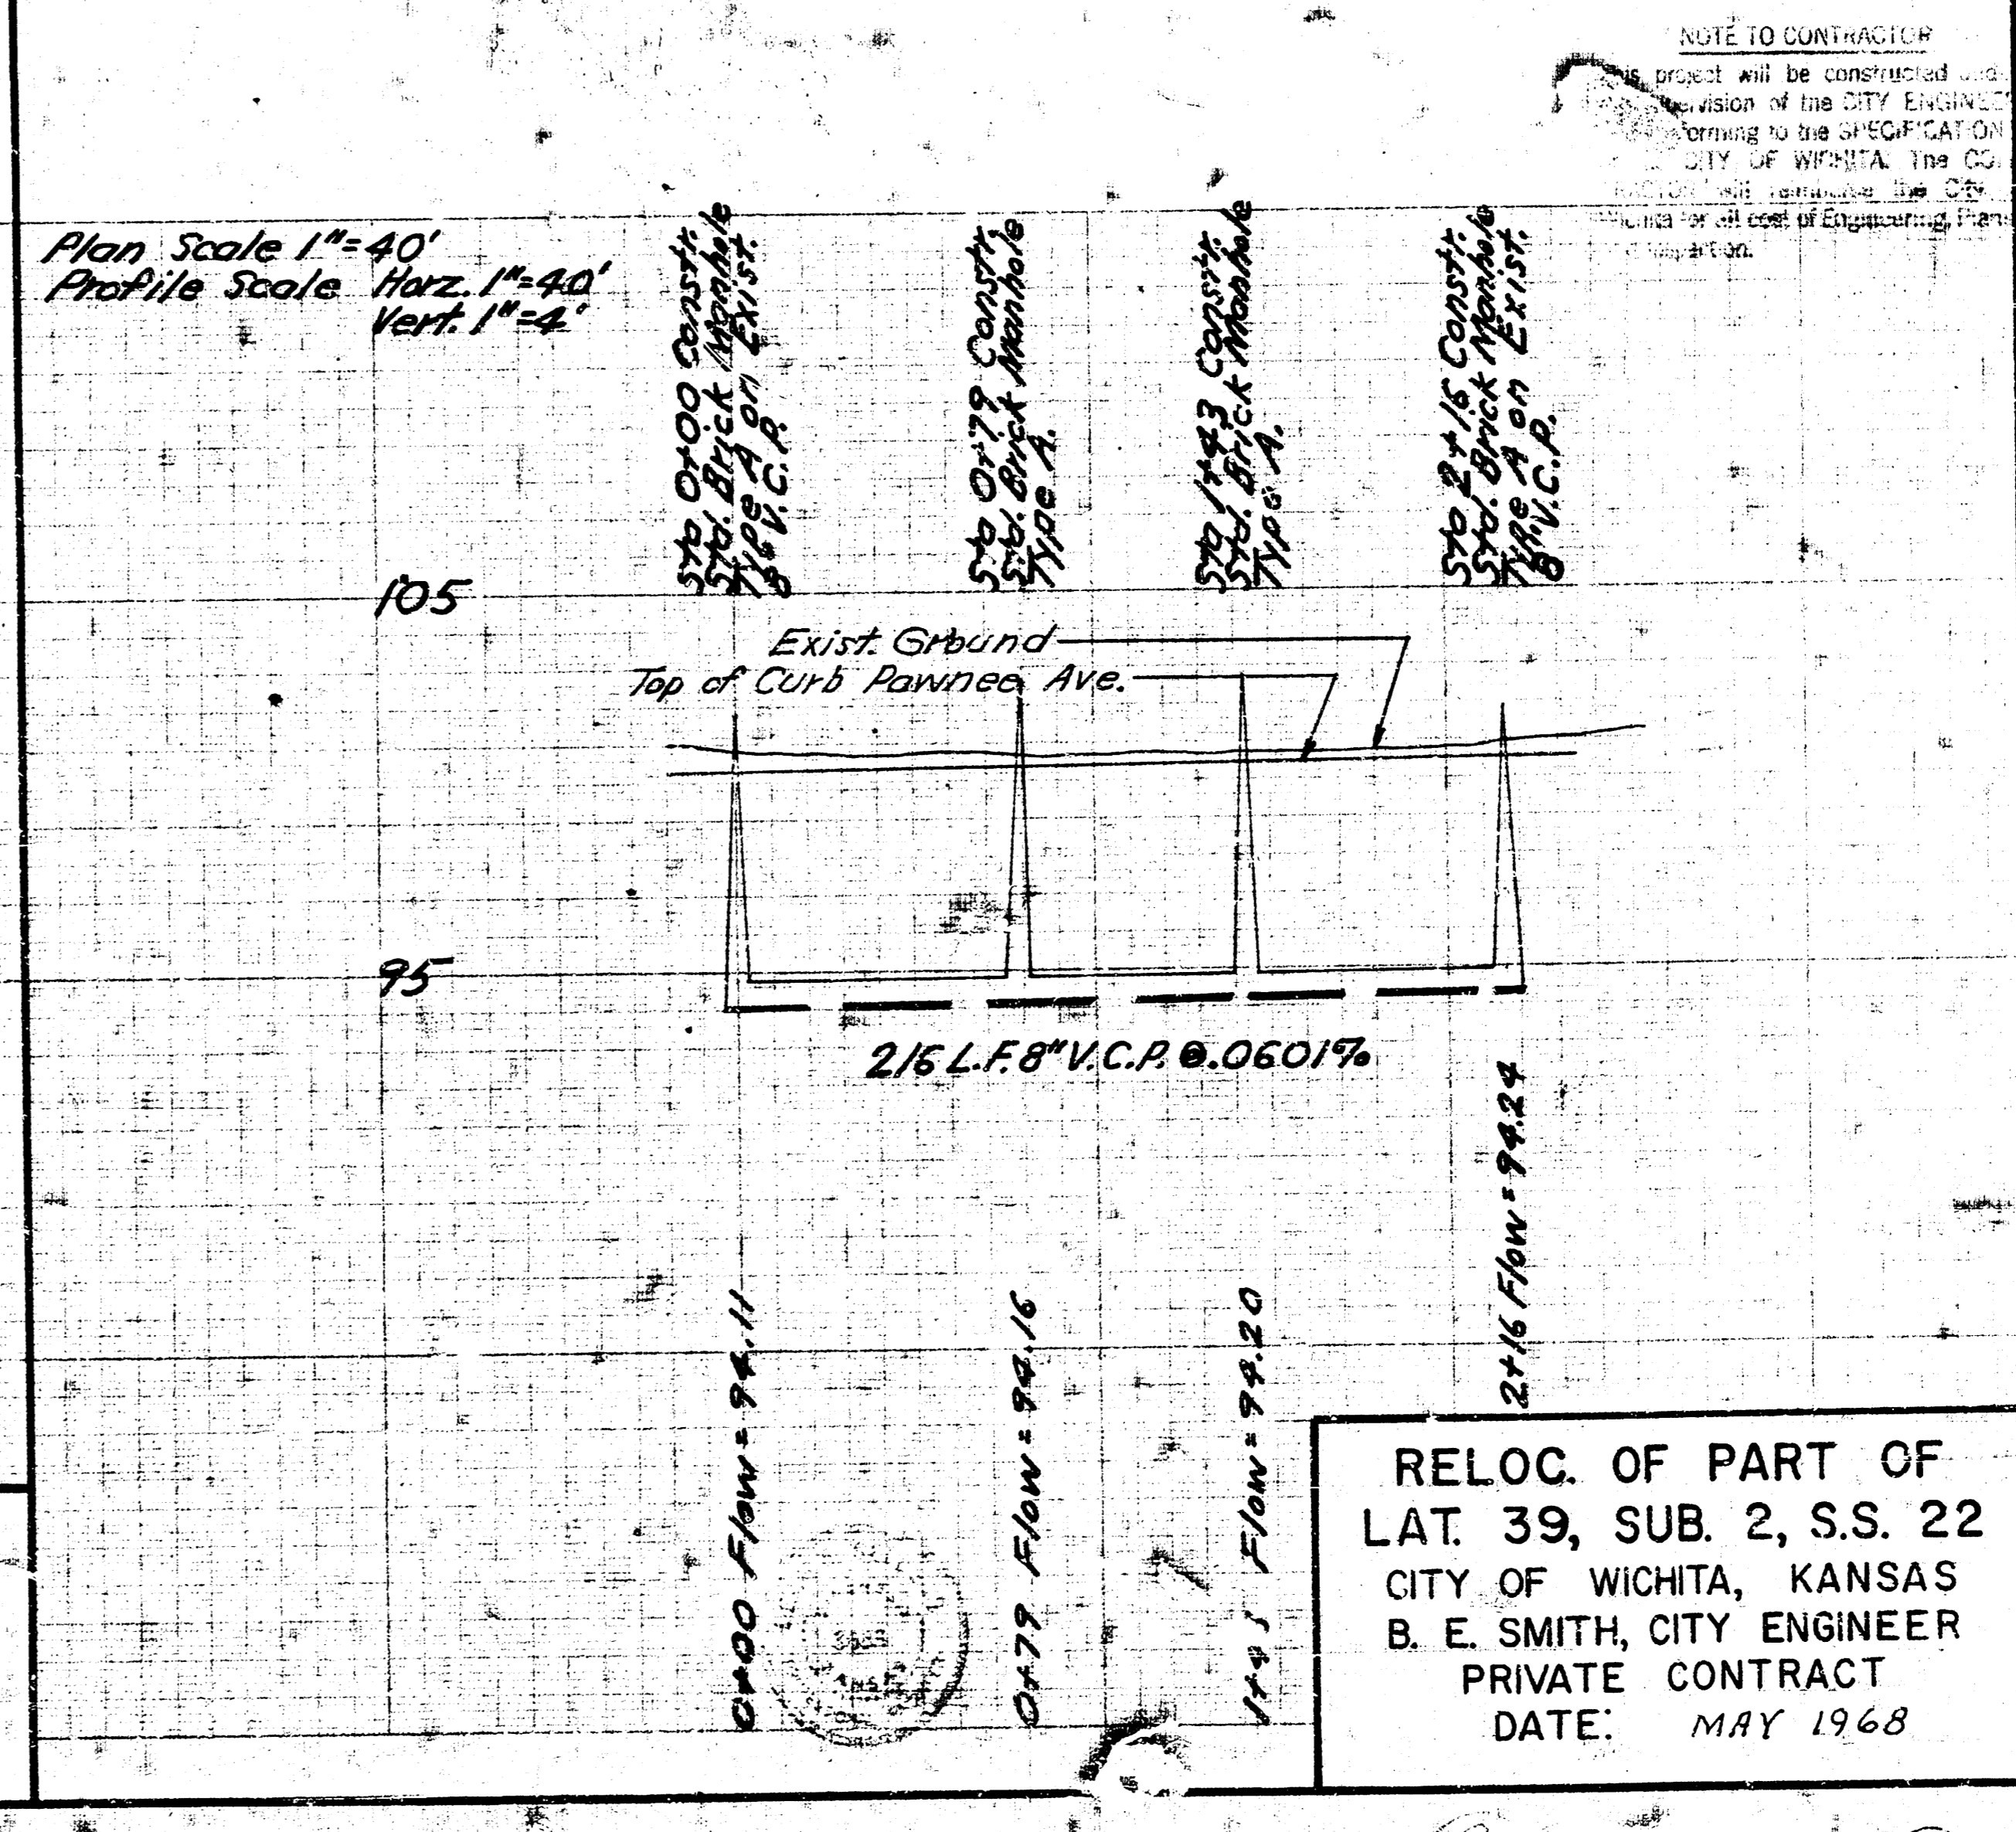 NOTE TO CONTRACTOR
project will be constructed
of the CITY ENGINEER
to the SPECIFICATION
CITY OF WICHITA. The
will the City
for all cost of Engineering, Plans
Plan Scale 1"=40'
Profile Scale Horz. 1"=40'
Vert. 1"=4'
Sta 0+00 Constr.
Std. Brick Manhole
Type A on Exist.
8" V.C.P.
Sta 0+79 Constr.
Std. Brick Manhole
Type A.
Sta 1+43 Constr.
Std. Brick Manhole
Type A.
Sta 2+16 Constr.
Std. Brick Manhole
Type A on Exist.
8" V.C.P.
105
Exist. Ground
Top of Curb Pawnee Ave.
95
216 L.F. 8" V.C.P. @ .0601%
0+00 Flow = 94.11
0+79 Flow = 94.16
Flow = 94.20
2+16 Flow = 94.24
RELOC. OF PART OF
LAT. 39, SUB. 2, S.S. 22
CITY OF WICHITA, KANSAS
B. E. SMITH, CITY ENGINEER
PRIVATE CONTRACT
DATE: MAY 1968